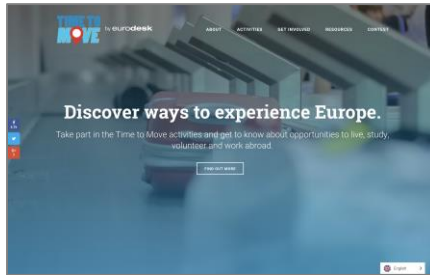 TIME TO
MOVE
by eurodesk
ABOUT
ACTIVITIES
GET INVOLVED
RESOURCES
CONTEST
Discover ways to experience Europe.
Take part in the Time to Move activities and get to know about opportunities to live, study,
volunteer and work abroad.
FIND OUT MORE
English